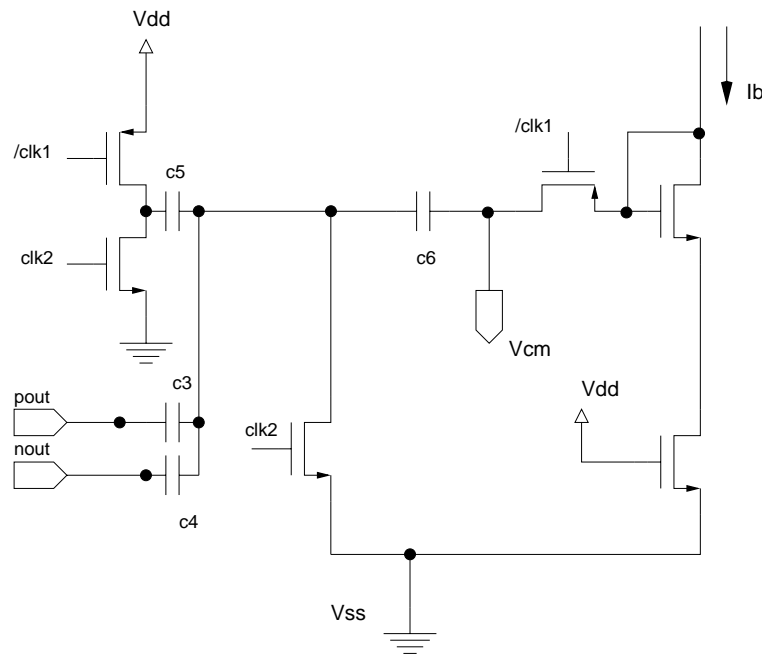 Vdd
Ib
/clk1
/clk1
c5
clk2
c6
Vcm
c3
pout
Vdd
nout
clk2
c4
Vss